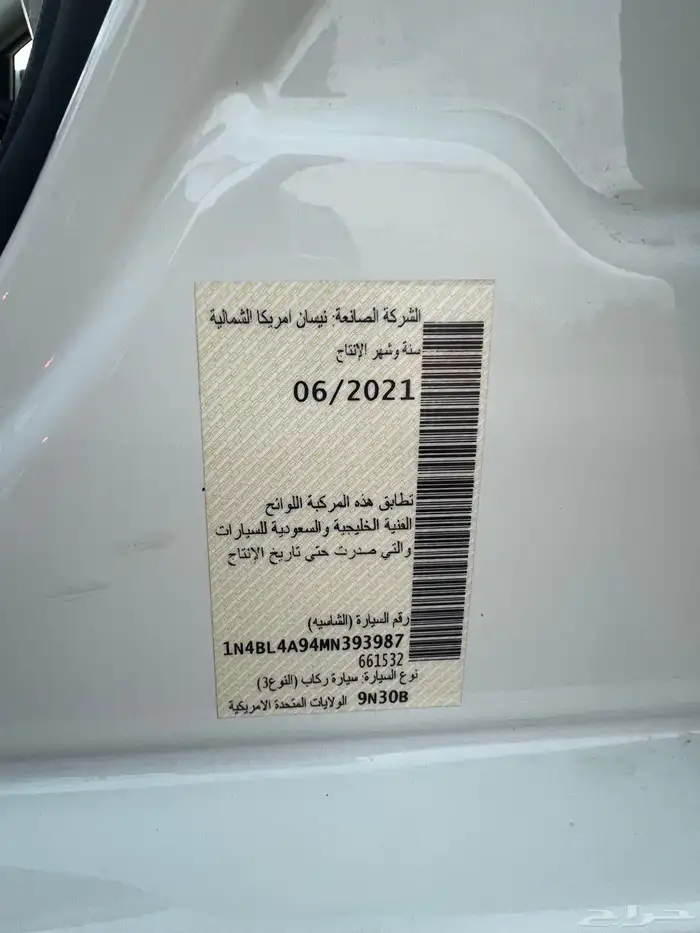 الشركة الصانعة: نيسان امريكا الشمالية
سنة وشهر الإنتاج
06/2021
تطابق هذه المركبة اللوائح
الفنية الخليجية والسعودية للسيارات
والتي صدرت حتى تاريخ الإنتاج
رقم السيارة (الشاسيه)
1N4BL4A94MN393987
661532
نوع السيارة: سيارة ركاب (النوع3)
9N30B الولايات المتحدة الامريكية
حراج